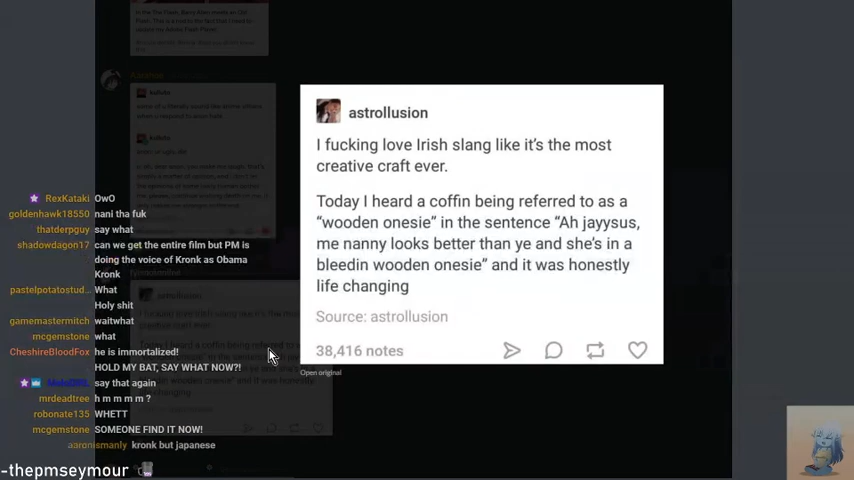 astrollusion
I fucking love Irish slang like it's the most
creative craft ever.
Today I heard a coffin being referred to as a
“wooden onesie” in the sentence “Ah jayysus,
me nanny looks better than ye and she's in a
bleedin wooden onesie” and it was honestly
life changing
Source: astrollusion
38,416 notes
Open original
RexKataki OwO
goldenhawk18550 nani tha fuk
thatderpguy say what
shadowdagon17 can we get the entire film but PM is
doing the voice of Kronk as Obama
Kronk
pastelpotatostud... What
Holy shit
gamemastermitch waitwhat
mcgemstone what
CheshireBloodFox he is immortalized!
HOLD MY BAT, SAY WHAT NOW?!
say that again
mrdeadtree h m m m m ?
robonate135 WHETT
mcgemstone SOMEONE FIND IT NOW!
aaronismanly kronk but japanese
-thepmseymour